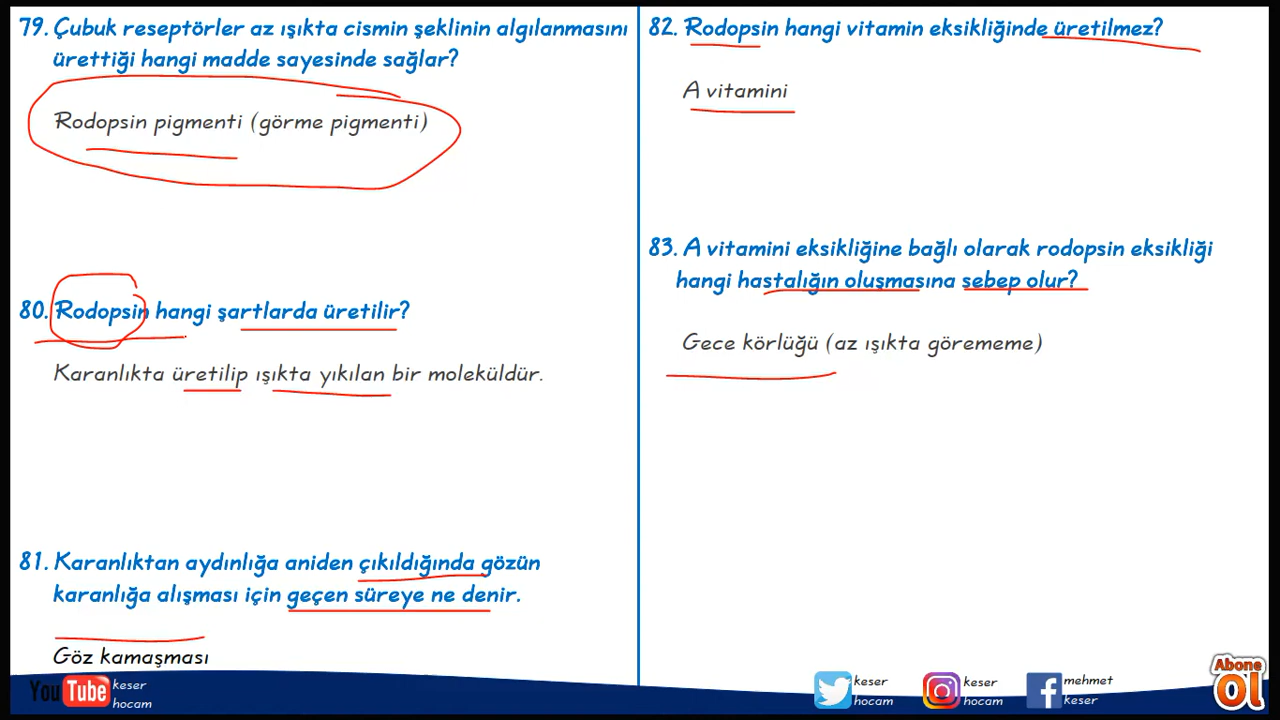 79. Çubuk reseptörler az ışıkta cismin şeklinin algılanmasını
ürettiği hangi madde sayesinde sağlar?
Rodopsin pigmenti (görme pigmenti)
80. Rodopsin hangi şartlarda üretilir?
Karanlıkta üretilip ışıkta yıkılan bir moleküldür.
81. Karanlıktan aydınlığa aniden çıkıldığında gözün
karanlığa alışması için geçen süreye ne denir.
Göz kamaşması
82. Rodopsin hangi vitamin eksikliğinde üretilmez?
A vitamini
83. A vitamini eksikliğine bağlı olarak rodopsin eksikliği
hangi hastalığın oluşmasına sebep olur?
Gece körlüğü (az ışıkta görememe)
YouTube keser
hocam
keser
hocam
keser
hocam
mehmet
keser
Abone
OL